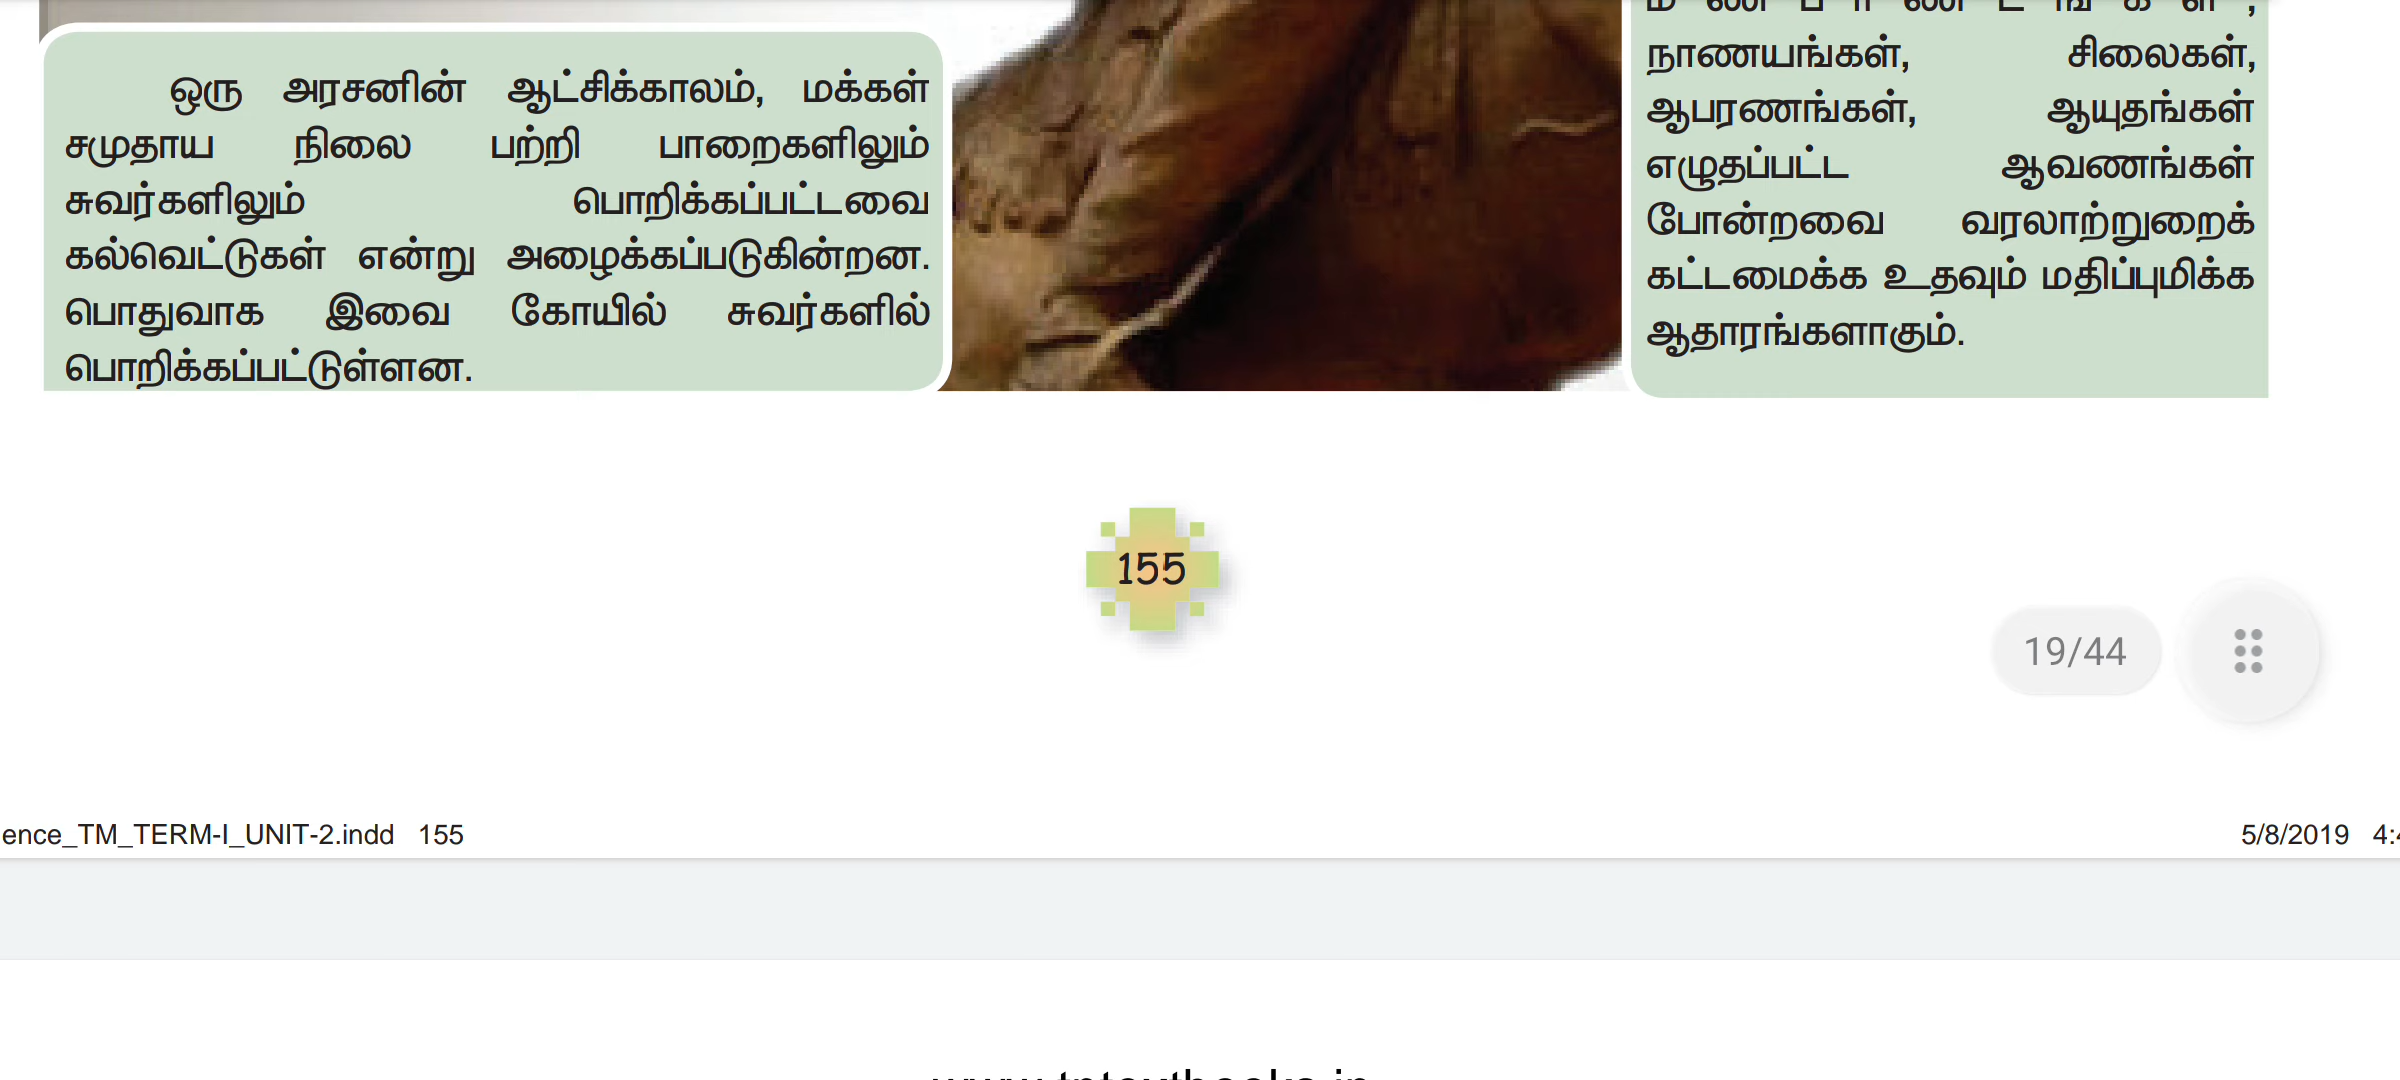 ஒரு அரசனின் ஆட்சிக்காலம், மக்கள்
சமுதாய நிலை பற்றி பாறைகளிலும்
சுவர்களிலும் பொறிக்கப்பட்டவை
கல்வெட்டுகள் என்று அழைக்கப்படுகின்றன.
பொதுவாக இவை கோயில் சுவர்களில்
பொறிக்கப்பட்டுள்ளன.
நாணயங்கள், சிலைகள்,
ஆபரணங்கள், ஆயுதங்கள்
எழுதப்பட்ட ஆவணங்கள்
போன்றவை வரலாற்றுறைக்
கட்டமைக்க உதவும் மதிப்புமிக்க
ஆதாரங்களாகும்.
155
19/44
ence_TM_TERM-I_UNIT-2.indd 155
5/8/2019